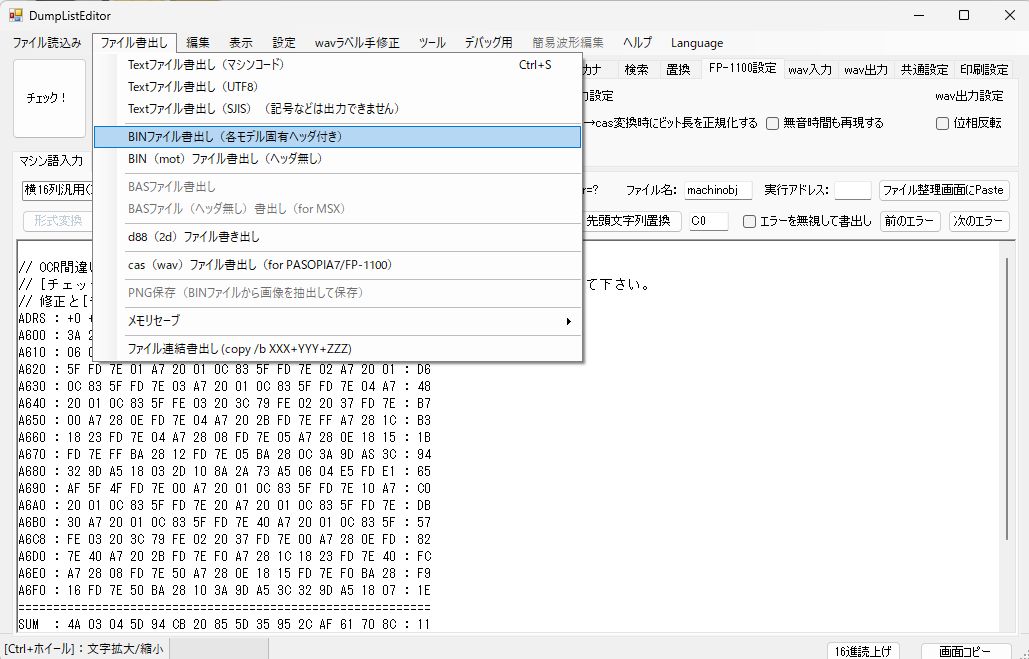 DumpListEditor
ファイル読込み ファイル書出し 編集 表示 設定 wavラベル手修正 ツール デバッグ用 簡易波形編集 ヘルプ Language
Textファイル書出し（マシンコード） Ctrl+S
Textファイル書出し（UTF8）
Textファイル書出し（SJIS）（記号などは出力できません）
BINファイル書出し（各モデル固有ヘッダ付き）
BIN（mot）ファイル書出し（ヘッダ無し）
BASファイル書出し
BASファイル（ヘッダ無し）書出し（for MSX）
d88（2d）ファイル書き出し
cas（wav）ファイル書出し（for PASOPIA7/FP-1100）
PNG保存（BINファイルから画像を抽出して保存）
メモリセーブ
ファイル連結書出し(copy /b XXX+YYY+ZZZ)
チェック！
カナ 検索 置換 FP-1100設定 wav入力 wav出力 共通設定 印刷設定
設定 wav出力設定
→cas変換時にビット長を正規化する 無音時間も再現する 位相反転
マシン語入力
横16列汎用(
r=? ファイル名: machinobj 実行アドレス: ファイル整理画面にPaste
形式変換 先頭文字列置換 C0 エラーを無視して書出し 前のエラー 次のエラー
// OCR間違い
// [チェッ て下さい。
// 修正と[
ADRS : +0
A600 : 3A
A610 : 06
A620 : 5F FD 7E 01 A7 20 01 0C 83 5F FD 7E 02 A7 20 01 : D6
A630 : 0C 83 5F FD 7E 03 A7 20 01 0C 83 5F FD 7E 04 A7 : 48
A640 : 20 01 0C 83 5F FE 03 20 3C 79 FE 02 20 37 FD 7E : B7
A650 : 00 A7 28 0E FD 7E 04 A7 20 2B FD 7E FF A7 28 1C : B3
A660 : 18 23 FD 7E 04 A7 28 08 FD 7E 05 A7 28 0E 18 15 : 1B
A670 : FD 7E FF BA 28 12 FD 7E 05 BA 28 0C 3A 9D A5 3C : 94
A680 : 32 9D A5 18 03 2D 10 8A 2A 73 A5 06 04 E5 FD E1 : 65
A690 : AF 5F 4F FD 7E 00 A7 20 01 0C 83 5F FD 7E 10 A7 : C0
A6A0 : 20 01 0C 83 5F FD 7E 20 A7 20 01 0C 83 5F FD 7E : DB
A6B0 : 30 A7 20 01 0C 83 5F FD 7E 40 A7 20 01 0C 83 5F : 57
A6C8 : FE 03 20 3C 79 FE 02 20 37 FD 7E 00 A7 28 0E FD : 82
A6D0 : 7E 40 A7 20 2B FD 7E F0 A7 28 1C 18 23 FD 7E 40 : FC
A6E0 : A7 28 08 FD 7E 50 A7 28 0E 18 15 FD 7E F0 BA 28 : F9
A6F0 : 16 FD 7E 50 BA 28 10 3A 9D A5 3C 32 9D A5 18 07 : 1E
=======================================================
SUM : 4A 03 04 5D 94 CB 20 85 5D 35 95 2C AF 61 70 8C : 11
[Ctrl+ホイール]：文字拡大/縮小 16進読上げ 画面コピー